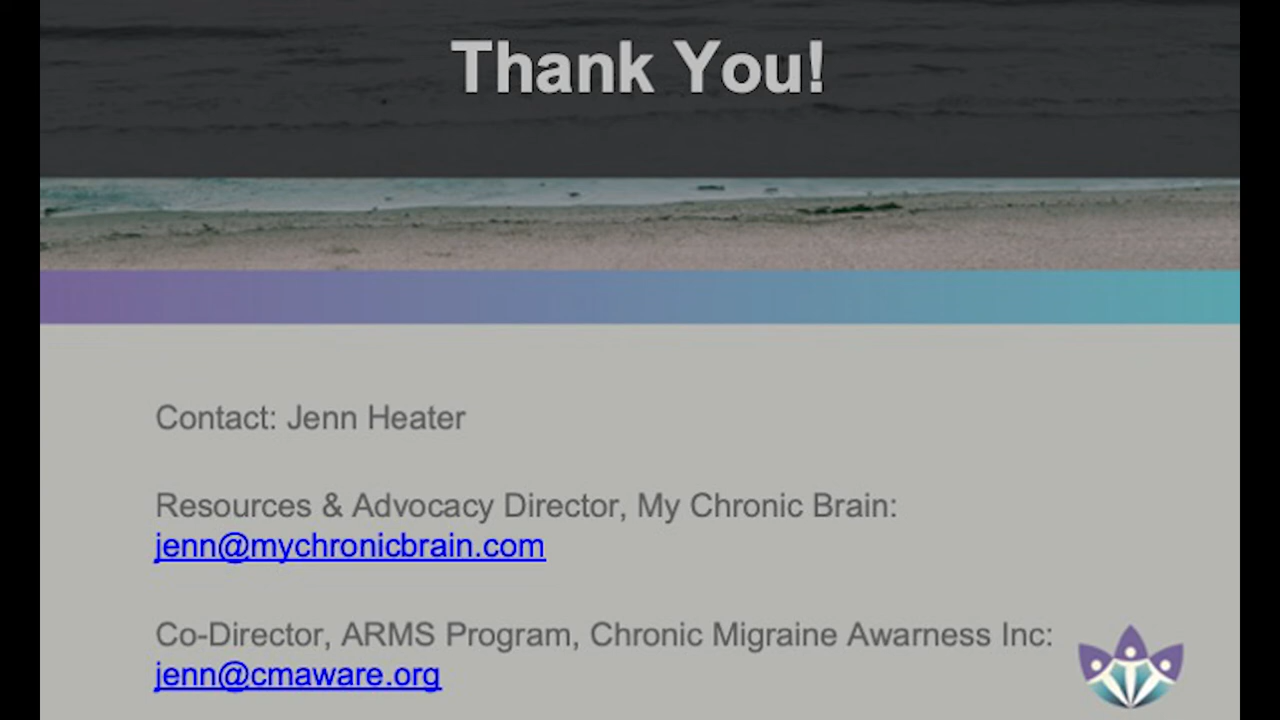 Thank You!
Contact: Jenn Heater
Resources & Advocacy Director, My Chronic Brain:
jenn@mychronicbrain.com
Co-Director, ARMS Program, Chronic Migraine Awarness Inc:
jenn@cmaware.org